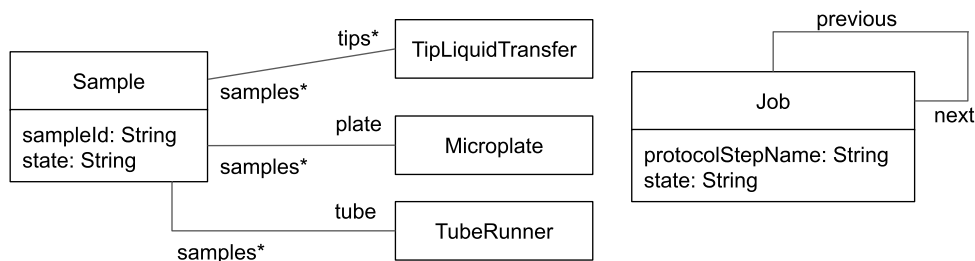 previous
tips*
TipLiquidTransfer
Sample
samples*
Job
next
sampleId: String
state: String
plate
Microplate
samples*
protocolStepName: String
state: String
tube
TubeRunner
samples*